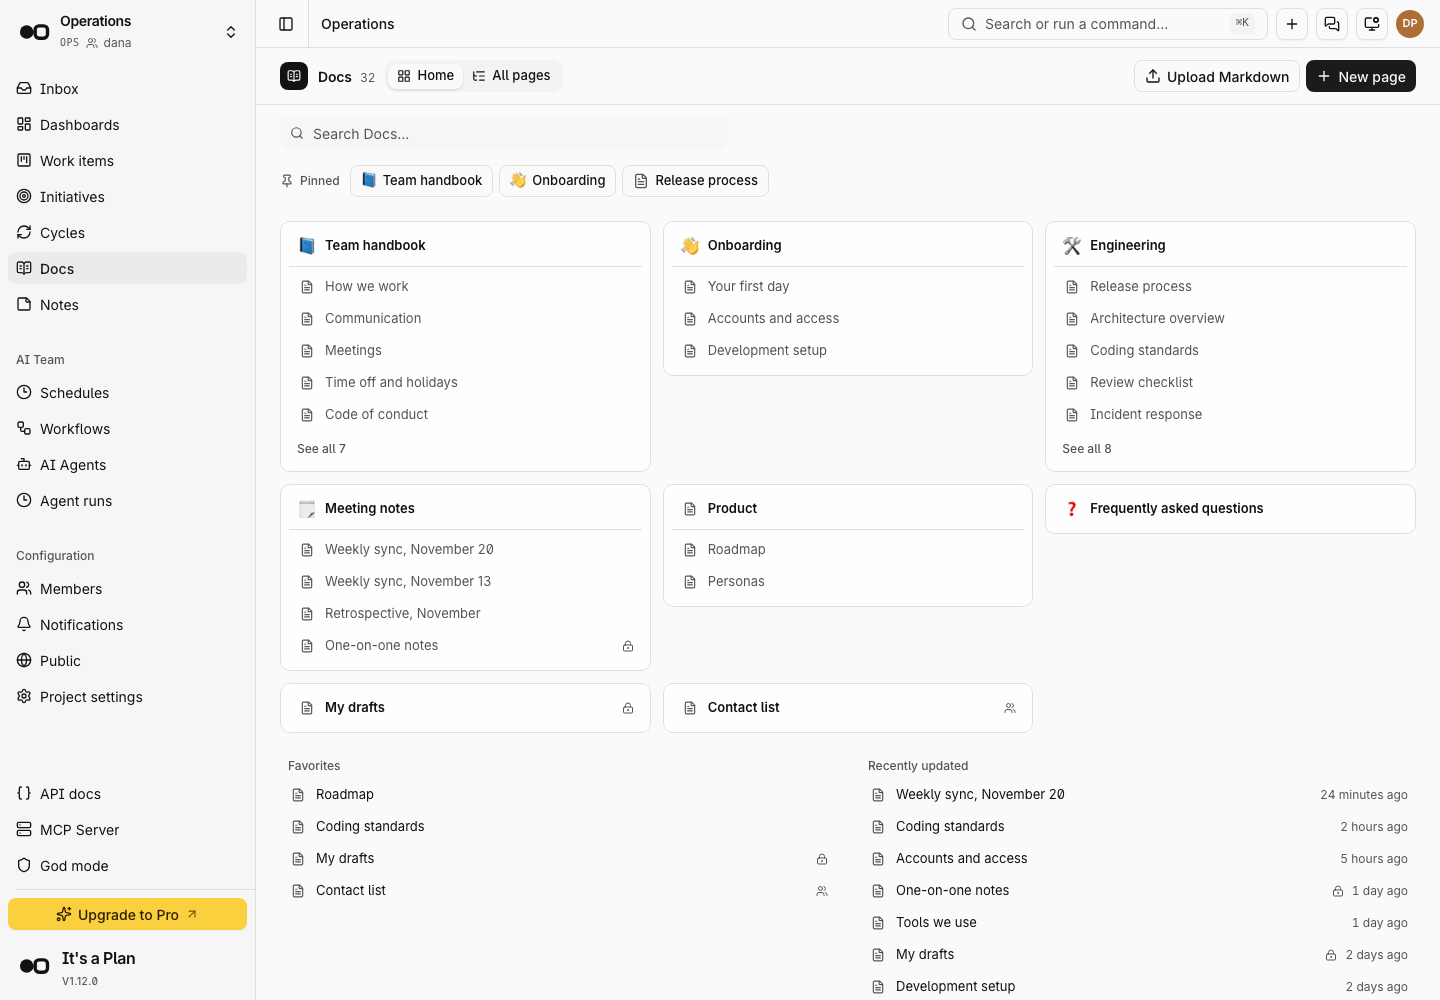 Operations
OPS dana
Inbox
Dashboards
Work items
Initiatives
Cycles
Docs
Notes
AI Team
Schedules
Workflows
AI Agents
Agent runs
Configuration
Members
Notifications
Public
Project settings
API docs
MCP Server
God mode
Upgrade to Pro
It's a Plan
V1.12.0
Operations
Search or run a command...
⌘K
DP
Docs 32
Home
All pages
Upload Markdown
New page
Search Docs...
Pinned
Team handbook
Onboarding
Release process
Team handbook
How we work
Communication
Meetings
Time off and holidays
Code of conduct
See all 7
Onboarding
Your first day
Accounts and access
Development setup
Engineering
Release process
Architecture overview
Coding standards
Review checklist
Incident response
See all 8
Meeting notes
Weekly sync, November 20
Weekly sync, November 13
Retrospective, November
One-on-one notes
Product
Roadmap
Personas
Frequently asked questions
My drafts
Contact list
Favorites
Roadmap
Coding standards
My drafts
Contact list
Recently updated
Weekly sync, November 20 24 minutes ago
Coding standards 2 hours ago
Accounts and access 5 hours ago
One-on-one notes 1 day ago
Tools we use 1 day ago
My drafts 2 days ago
Development setup 2 days ago